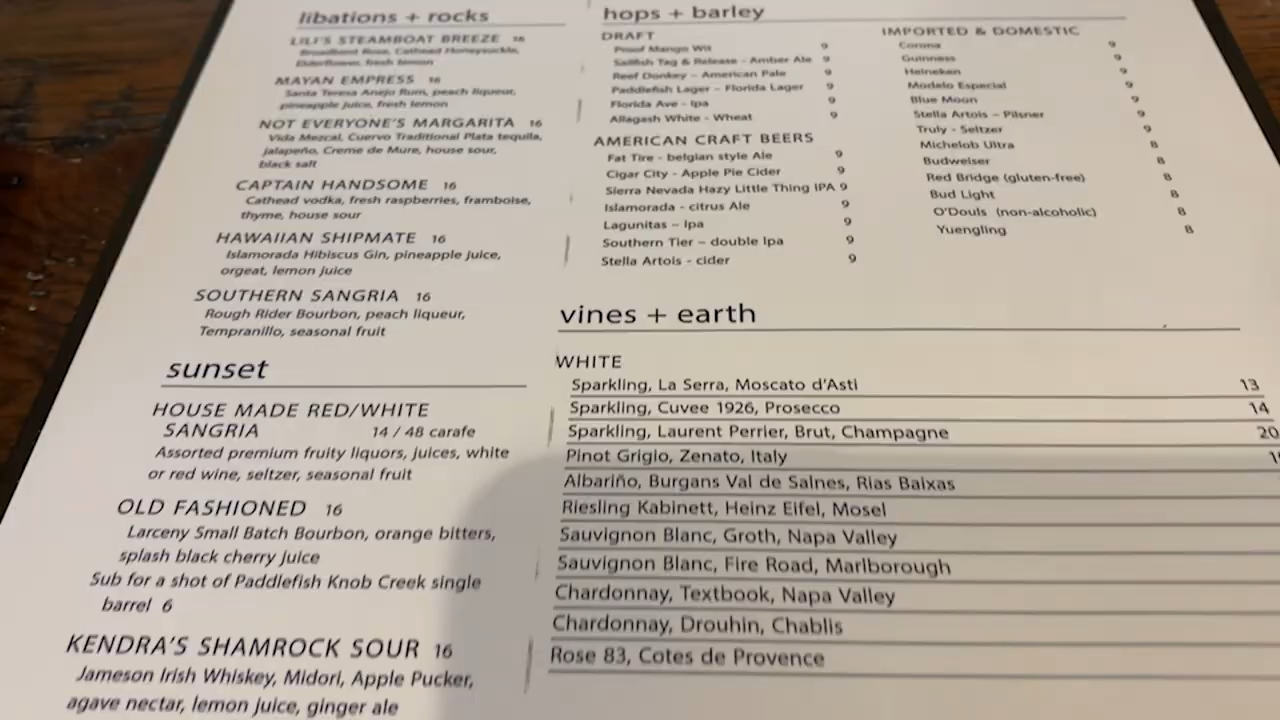 libations + rocks
LILI'S STEAMBOAT BREEZE 16
Broadbent Rose, Cathead Honeysuckle,
Elderflower, fresh lemon
MAYAN EMPRESS 16
Santa Teresa Anejo Rum, peach liqueur,
pineapple juice, fresh lemon
NOT EVERYONE'S MARGARITA 16
Vida Mezcal, Cuervo Traditional Plata tequila,
jalapeño, Creme de Mure, house sour,
black salt
CAPTAIN HANDSOME 16
Cathead vodka, fresh raspberries, framboise,
thyme, house sour
HAWAIIAN SHIPMATE 16
Islamorada Hibiscus Gin, pineapple juice,
orgeat, lemon juice
SOUTHERN SANGRIA 16
Rough Rider Bourbon, peach liqueur,
Tempranillo, seasonal fruit
sunset
HOUSE MADE RED/WHITE
SANGRIA 14 / 48 carafe
Assorted premium fruity liquors, juices, white
or red wine, seltzer, seasonal fruit
OLD FASHIONED 16
Larceny Small Batch Bourbon, orange bitters,
splash black cherry juice
Sub for a shot of Paddlefish Knob Creek single
barrel 6
KENDRA'S SHAMROCK SOUR 16
Jameson Irish Whiskey, Midori, Apple Pucker,
agave nectar, lemon juice, ginger ale
hops + barley
DRAFT
Proof Mango Wit 9
Sailfish Tag & Release - Amber Ale 9
Reef Donkey - American Pale 9
Paddlefish Lager - Florida Lager 9
Florida Ave - Ipa 9
Allagash White - Wheat 9
AMERICAN CRAFT BEERS
Fat Tire - belgian style Ale 9
Cigar City - Apple Pie Cider 9
Sierra Nevada Hazy Little Thing IPA 9
Islamorada - citrus Ale 9
Lagunitas - Ipa 9
Southern Tier - double Ipa 9
Stella Artois - cider 9
IMPORTED & DOMESTIC
Corona 9
Guinness 9
Heineken 9
Modelo Especial 9
Blue Moon 9
Stella Artois - Pilsner 9
Truly - Seltzer 9
Michelob Ultra 8
Budweiser 8
Red Bridge (gluten-free) 8
Bud Light 8
O'Douls (non-alcoholic) 8
Yuengling 8
vines + earth
WHITE
Sparkling, La Serra, Moscato d'Asti 13
Sparkling, Cuvee 1926, Prosecco 14
Sparkling, Laurent Perrier, Brut, Champagne 20
Pinot Grigio, Zenato, Italy
Albariño, Burgans Val de Salnes, Rias Baixas
Riesling Kabinett, Heinz Eifel, Mosel
Sauvignon Blanc, Groth, Napa Valley
Sauvignon Blanc, Fire Road, Marlborough
Chardonnay, Textbook, Napa Valley
Chardonnay, Drouhin, Chablis
Rose 83, Cotes de Provence